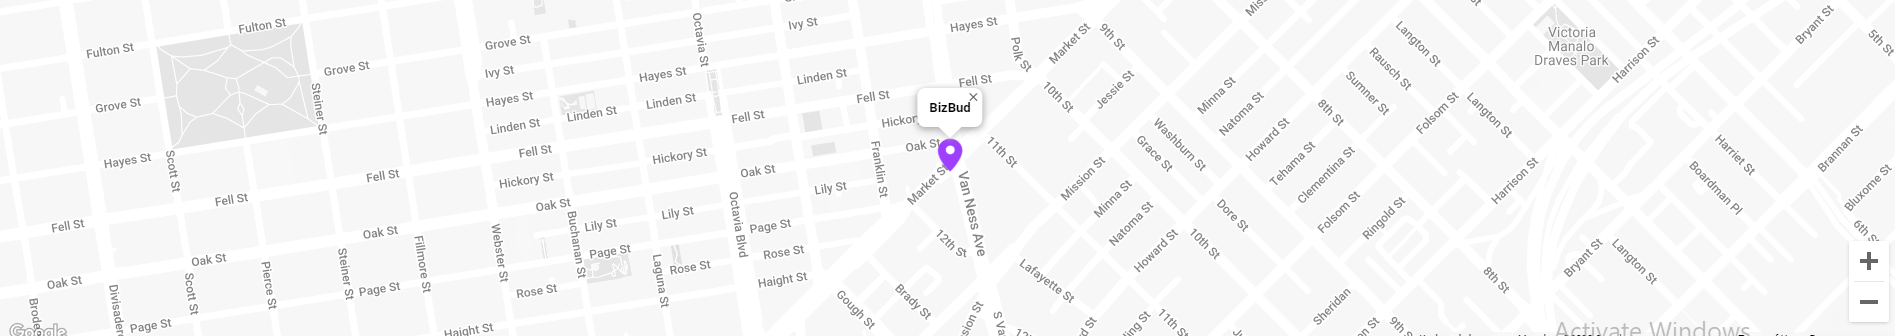 Fulton St
Fulton St
Octavia St
Ivy St
Hayes St
Market St
9th St
Grove St
Polk St
Langton St
Victoria
Manalo
Draves Park
Harrison St
Bryant St
5th St
Grove St
Ivy St
Hayes St
Linden St
Fell St
Jessie St
Rausch St
Sumner St
Grove St
Steiner St
Hayes St
Linden St
Linden St
Fell St
Fell St
BizBud
10th St
Minna St
Natoma St
8th St
Folsom St
Langton St
Linden St
Hickory
Oak St
11th St
Washburn St
Grace St
Howard St
Tehama St
Clementina St
Harriet St
Brannan St
Hayes St
Scott St
Fell St
Hickory St
Oak St
Franklin St
Market St
Mission St
Harrison St
Boardman Pl
Bluxome St
Fell St
Hickory St
Lily St
Van Ness Ave
Minna St
Natoma St
Folsom St
Ringold St
Fell St
Fell St
Oak St
Buchanan St
Lily St
Lily St
Octavia Blvd
Page St
12th St
Howard St
Dore St
10th St
6th St
Oak St
Oak St
Oak St
Webster St
Page St
Rose St
Laguna St
Rose St
Haight St
Lafayette St
Bryant St
Langton St
8th St
Scott St
Pierce St
Steiner St
Fillmore St
Page St
Rose St
Gough St
Brady St
Sheridan
Page St
Haight St
11th St
9th St
Google
Activate Windows